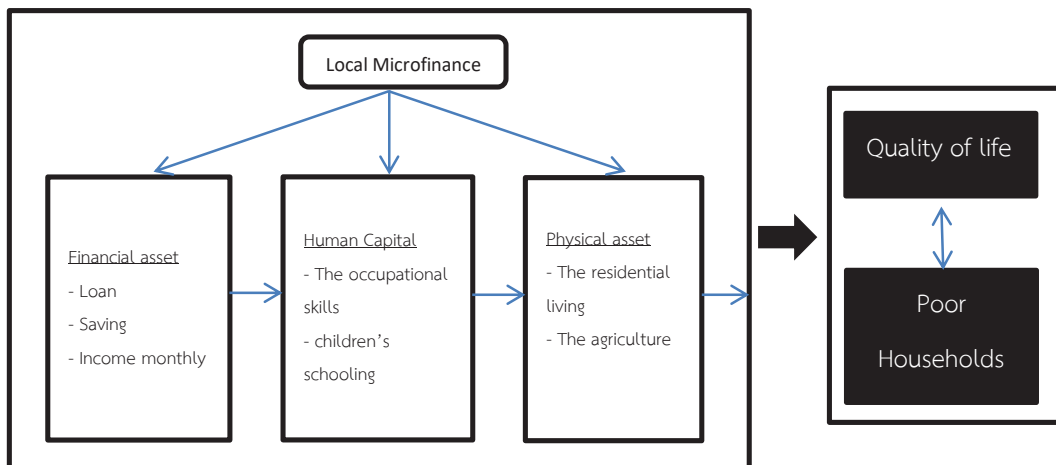 Local Microfinance
Financial asset
- Loan
- Saving
- Income monthly
Human Capital
- The occupational
skills
- children's
schooling
Physical asset
- The residential
living
- The agriculture
Quality of life
Poor
Households